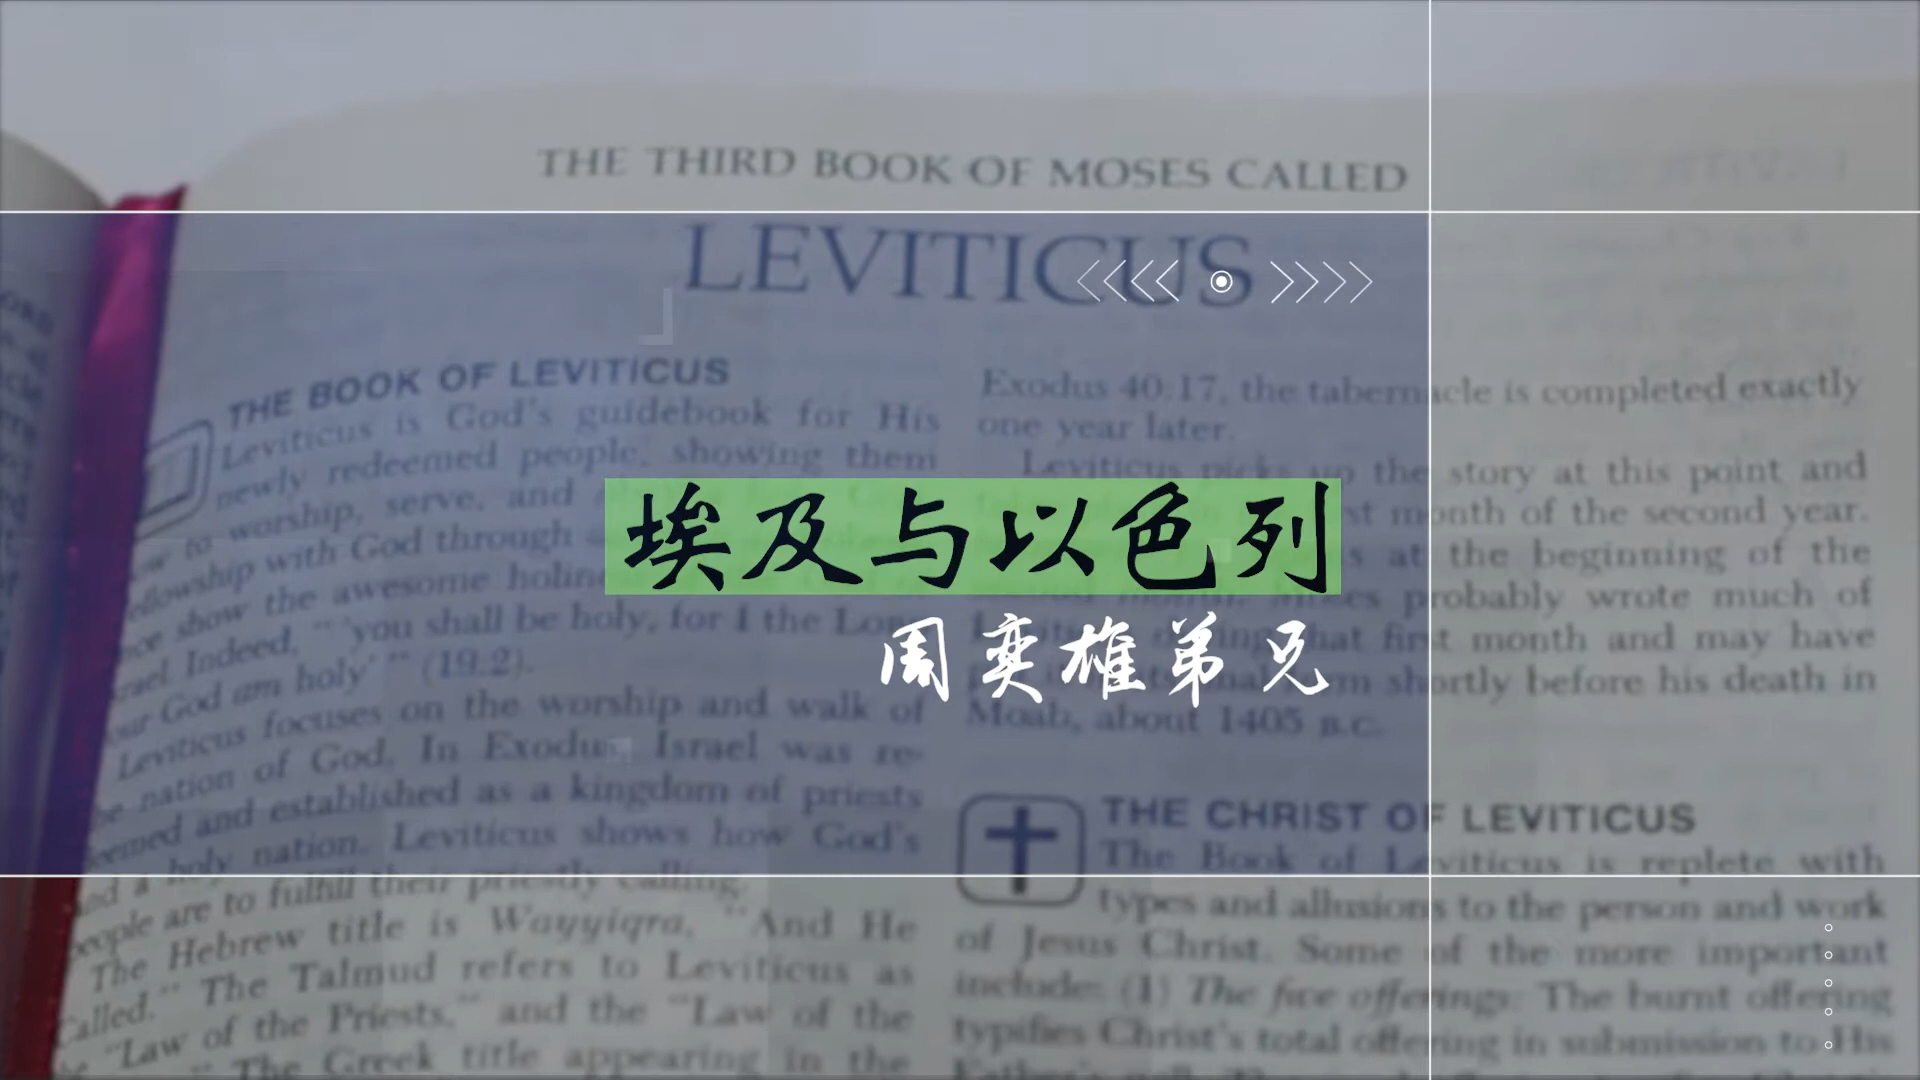 THE THIRD BOOK OF MOSES CALLED
LEVITICUS
THE BOOK OF LEVITICUS
Leviticus is God's guidebook for His
newly redeemed people, showing them
to worship, serve, and
fellowship with God through
show the awesome
Israel. Indeed, "you shall be holy, for I the
our God am holy' " (19:2).
Leviticus focuses on the worship and walk of
nation of God. In Exodus, Israel was re-
deemed and established as a kingdom of priests
and a holy nation. Leviticus shows how God's
people are to fulfill their priestly calling.
The Hebrew title is Wayyiqra, "And He
Called." The Talmud refers to Leviticus as
the "Law of the Priests," and the "Law of the
The Greek title appearing in the
Exodus 40:17, the tabernacle is completed exactly
one year later.
Leviticus picks up the story at this point and
month of the second year.
at the beginning of the
probably wrote much of
that first month and may have
shortly before his death in
Moab, about 1405 B.C.
埃及与以色列
周奕雄弟兄
THE CHRIST OF LEVITICUS
The Book of Leviticus is replete with
types and allusions to the person and work
of Jesus Christ. Some of the more important
include: (1) The five offerings: The burnt offering
typifies Christ's total offering in submission to His